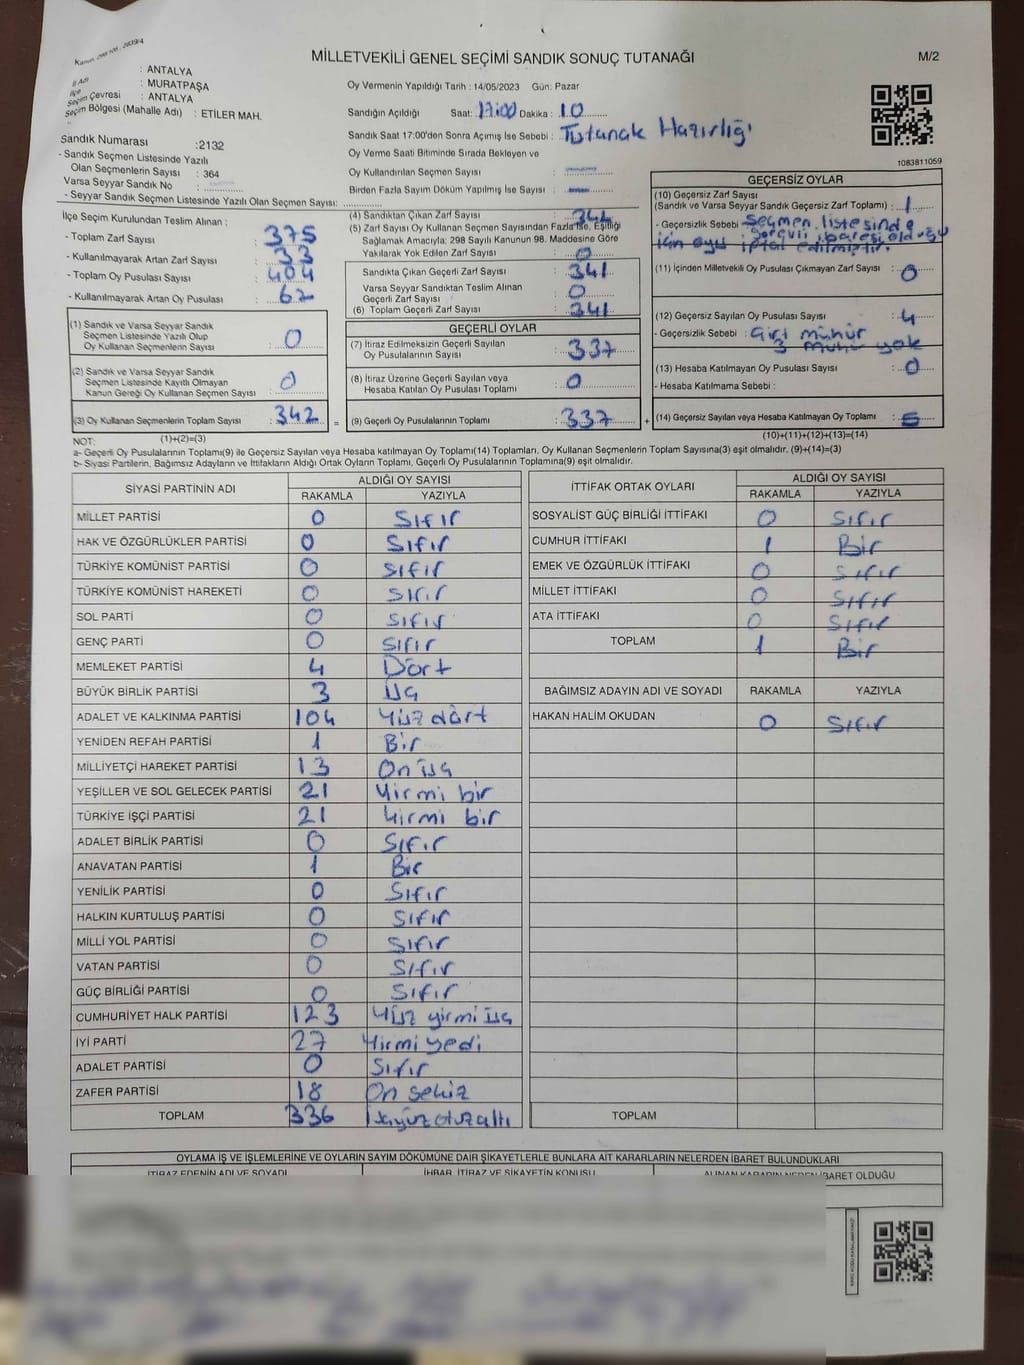 Kanun: 298/105 - 2839/4
MİLLETVEKİLİ GENEL SEÇİMİ SANDIK SONUÇ TUTANAĞI
M/2
İl Adı : ANTALYA
İlçe : MURATPAŞA
Seçim Çevresi : ANTALYA
Seçim Bölgesi (Mahalle Adı) : ETİLER MAH.
Sandık Numarası :2132
- Sandık Seçmen Listesinde Yazılı
Olan Seçmenlerin Sayısı : 364
Varsa Seyyar Sandık No :
- Seyyar Sandık Seçmen Listesinde Yazılı Olan Seçmen Sayısı:
Oy Vermenin Yapıldığı Tarih : 14/05/2023 Gün: Pazar
Sandığın Açıldığı Saat: 17:00 Dakika : 10
Sandık Saat 17:00'den Sonra Açımış İse Sebebi : Tutanak Hazırlığı
Oy Verme Saati Bitiminde Sırada Bekleyen ve
Oy Kullandırılan Seçmen Sayısı :
Birden Fazla Sayım Döküm Yapılmış İse Sayısı :
1083811059
İlçe Seçim Kurulundan Teslim Alınan :
- Toplam Zarf Sayısı : 375
- Kullanılmayarak Artan Zarf Sayısı : 33
- Toplam Oy Pusulası Sayısı : 404
- Kullanılmayarak Artan Oy Pusulası : 62
(1) Sandık ve Varsa Seyyar Sandık
Seçmen Listesinde Yazılı Olup
Oy Kullanan Seçmenlerin Sayısı : 0
(2) Sandık ve Varsa Seyyar Sandık
Seçmen Listesinde Kayıtlı Olmayan
Kanun Gereği Oy Kullanan Seçmen Sayısı : 0
(3) Oy Kullanan Seçmenlerin Toplam Sayısı : 342
(4) Sandıktan Çıkan Zarf Sayısı :
(5) Zarf Sayısı Oy Kullanan Seçmen Sayısından Fazla İse, Eşitliği
Sağlamak Amacıyla; 298 Sayılı Kanunun 98. Maddesine Göre
Yakılarak Yok Edilen Zarf Sayısı : 0
Sandıkta Çıkan Geçerli Zarf Sayısı : 341
Varsa Seyyar Sandıktan Teslim Alınan
Geçerli Zarf Sayısı : 0
(6) Toplam Geçerli Zarf Sayısı : 341
GEÇERLİ OYLAR
(7) İtiraz Edilmeksizin Geçerli Sayılan
Oy Pusulalarının Sayısı : 337
(8) İtiraz Üzerine Geçerli Sayılan veya
Hesaba Katılan Oy Pusulası Toplamı : 0
(9) Geçerli Oy Pusulalarının Toplamı : 337
GEÇERSİZ OYLAR
(10) Geçersiz Zarf Sayısı
(Sandık ve Varsa Seyyar Sandık Geçersiz Zarf Toplamı) : 1
- Geçersizlik Sebebi : Seçmen listesinde
görevli ibaresi olduğu
için oyu iptal edilmiştir.
(11) İçinden Milletvekili Oy Pusulası Çıkmayan Zarf Sayısı : 0
(12) Geçersiz Sayılan Oy Pusulası Sayısı : 4
- Geçersizlik Sebebi : Çift mühür
3 mühür yok
(13) Hesaba Katılmayan Oy Pusulası Sayısı : 0
- Hesaba Katılmama Sebebi :
(14) Geçersiz Sayılan veya Hesaba Katılmayan Oy Toplamı : 5
NOT: (1)+(2)=(3)
(10)+(11)+(12)+(13)=(14)
a- Geçerli Oy Pusulaları Toplamı(9) ile Geçersiz Sayılan veya Hesaba katılmayan Oy Toplamı(14) Toplamları, Oy Kullanan Seçmenlerin Toplam Sayısına(3) eşit olmalıdır. (9)+(14)=(3)
b- Siyasi Partilerin, Bağımsız Adayların ve İttifakların Aldığı Ortak Oyların Toplamı, Geçerli Oy Pusulalarının Toplamına(9) eşit olmalıdır.
SİYASİ PARTİNİN ADI ALDIĞI OY SAYISI
RAKAMLA YAZIYLA
MİLLET PARTİSİ 0 Sıfır
HAK VE ÖZGÜRLÜKLER PARTİSİ 0 Sıfır
TÜRKİYE KOMÜNİST PARTİSİ 0 Sıfır
TÜRKİYE KOMÜNİST HAREKETİ 0 Sıfır
SOL PARTİ 0 Sıfır
GENÇ PARTİ 0 Sıfır
MEMLEKET PARTİSİ 4 Dört
BÜYÜK BİRLİK PARTİSİ 3 Üç
ADALET VE KALKINMA PARTİSİ 104 Yüz dört
YENİDEN REFAH PARTİSİ 1 Bir
MİLLİYETÇİ HAREKET PARTİSİ 13 On üç
YEŞİLLER VE SOL GELECEK PARTİSİ 21 Yirmi bir
TÜRKİYE İŞÇİ PARTİSİ 21 Yirmi bir
ADALET BİRLİK PARTİSİ 0 Sıfır
ANAVATAN PARTİSİ 1 Bir
YENİLİK PARTİSİ 0 Sıfır
HALKIN KURTULUŞ PARTİSİ 0 Sıfır
MİLLİ YOL PARTİSİ 0 Sıfır
VATAN PARTİSİ 0 Sıfır
GÜÇ BİRLİĞİ PARTİSİ 0 Sıfır
CUMHURİYET HALK PARTİSİ 123 Yüz yirmi üç
İYİ PARTİ 27 Yirmi yedi
ADALET PARTİSİ 0 Sıfır
ZAFER PARTİSİ 18 On sekiz
TOPLAM 336
İTTİFAK ORTAK OYLARI ALDIĞI OY SAYISI
RAKAMLA YAZIYLA
SOSYALİST GÜÇ BİRLİĞİ İTTİFAKI 0 Sıfır
CUMHUR İTTİFAKI 1 Bir
EMEK VE ÖZGÜRLÜK İTTİFAKI 0 Sıfır
MİLLET İTTİFAKI 0 Sıfır
ATA İTTİFAKI 0 Sıfır
TOPLAM 1 Bir
BAĞIMSIZ ADAYIN ADI VE SOYADI RAKAMLA YAZIYLA
HAKAN HALİM OKUDAN 0 Sıfır
TOPLAM
OYLAMA İŞ VE İŞLEMLERİNE VE OYLARIN SAYIM DÖKÜMÜNE DAİR ŞİKAYETLERLE BUNLARA AİT KARARLARIN NELERDEN İBARET BULUNDUKLARI
İTİRAZ EDENİN ADI VE SOYADI İHBAR, İTİRAZ VE ŞİKAYETİN KONUSU ALINAN KARARIN NEDEN İBARET OLDUĞU